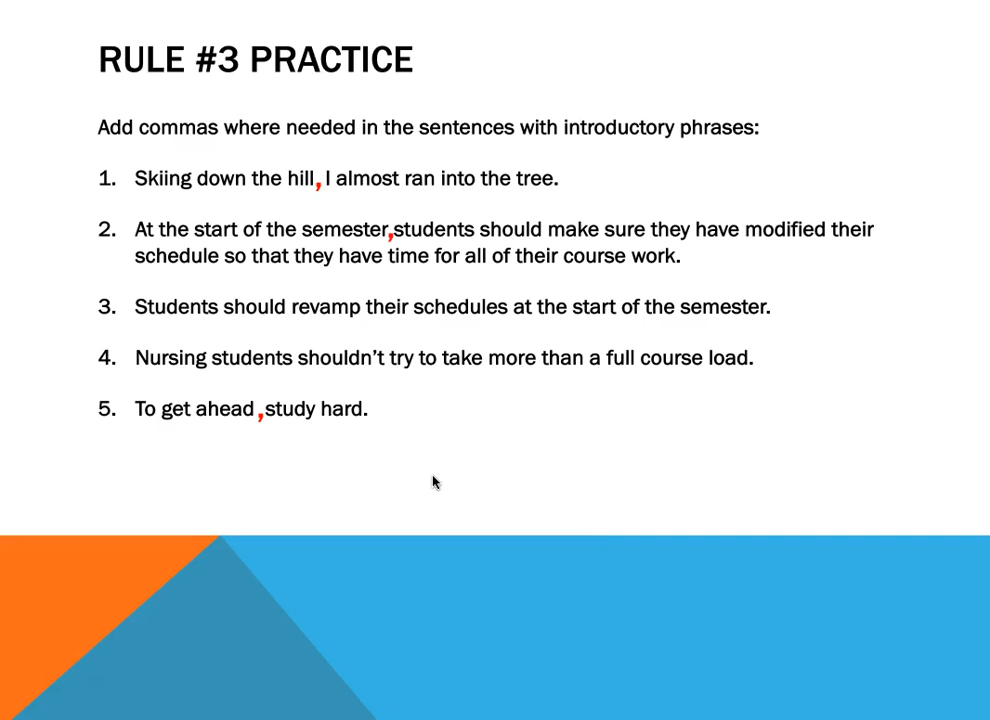 RULE #3 PRACTICE
Add commas where needed in the sentences with introductory phrases:
1. Skiing down the hill, I almost ran into the tree.
2. At the start of the semester,students should make sure they have modified their
schedule so that they have time for all of their course work.
3. Students should revamp their schedules at the start of the semester.
4. Nursing students shouldn’t try to take more than a full course load.
5. To get ahead ,study hard.